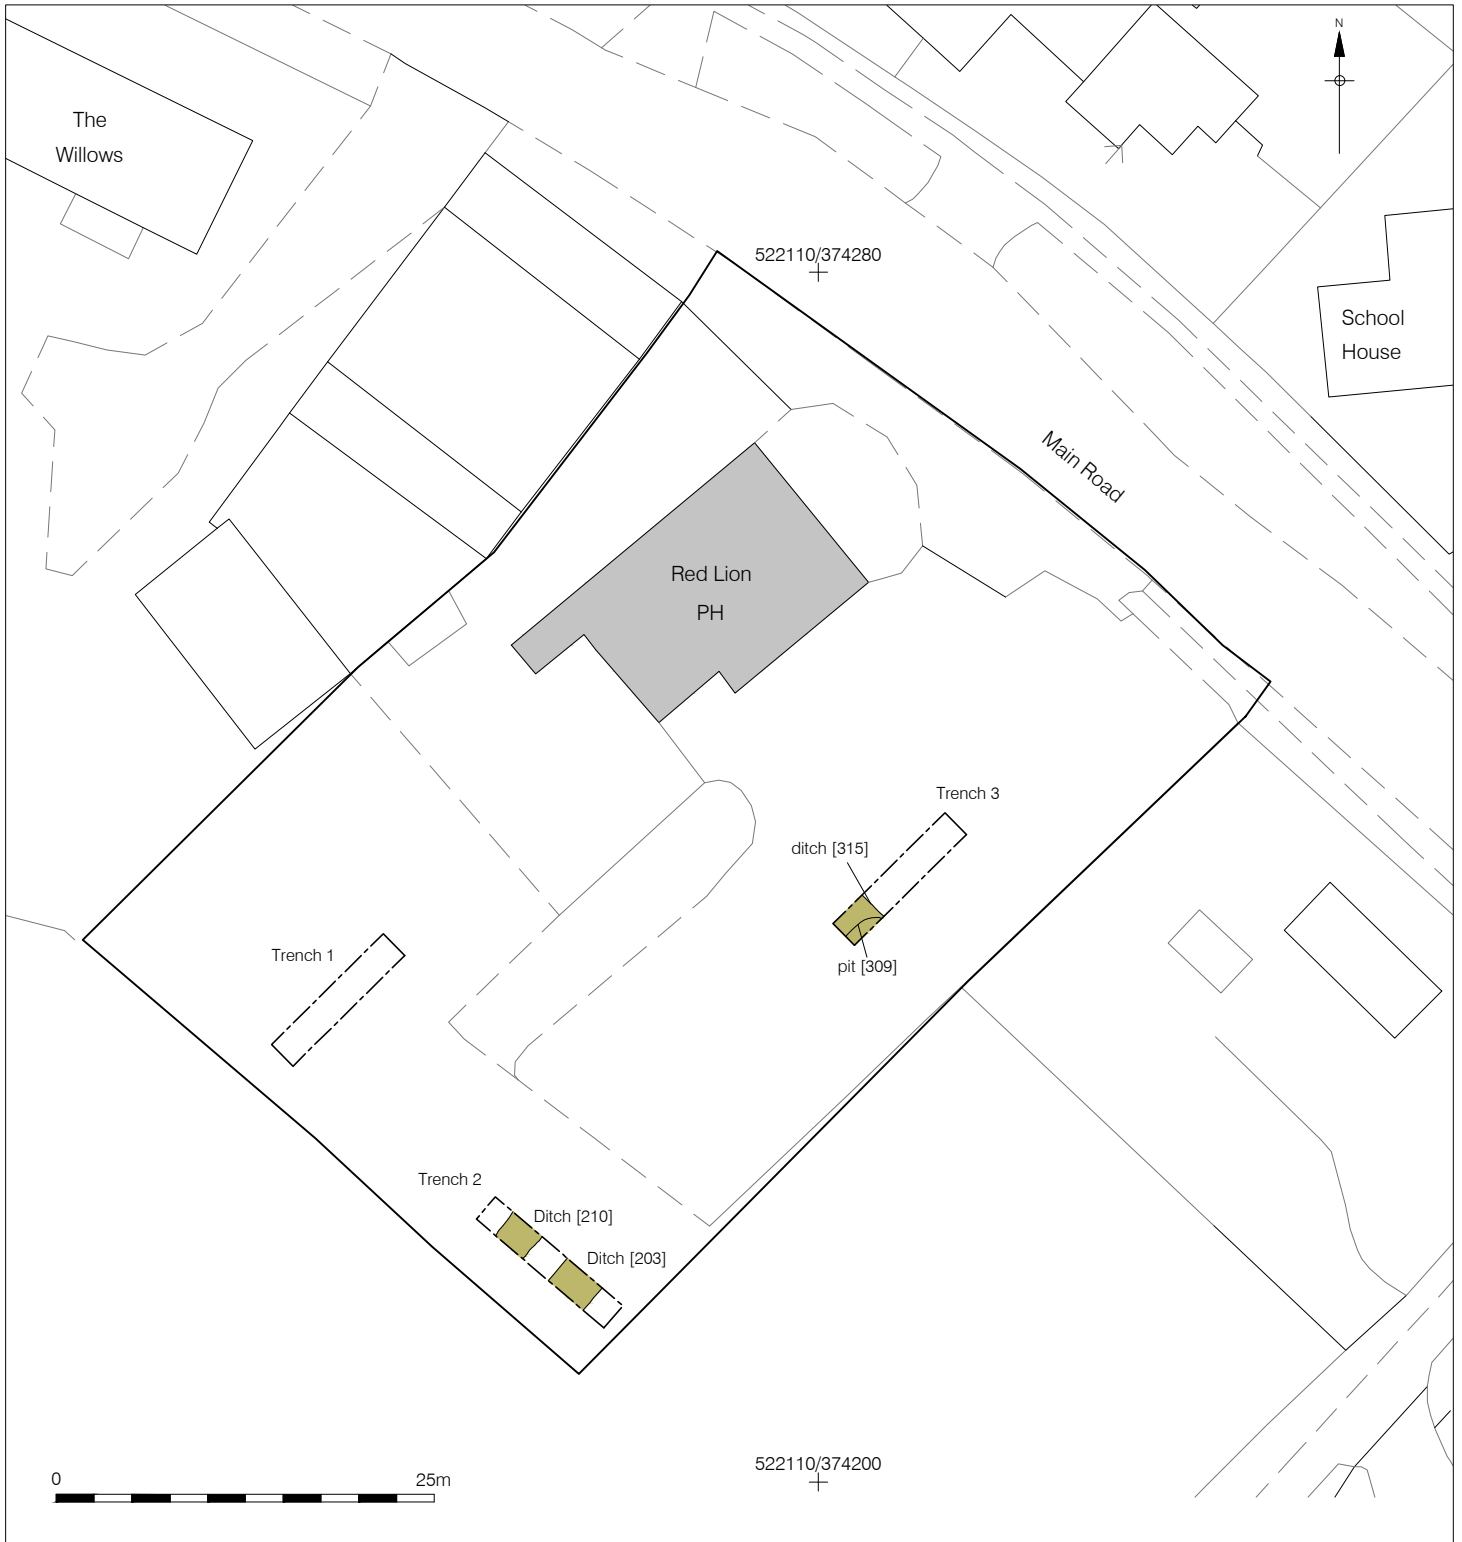 N
The
Willows
522110/374280
School
House
Main Road
Red Lion
PH
Trench 3
ditch [315]
pit [309]
Trench 1
Trench 2
Ditch [210]
Ditch [203]
522110/374200
0 25m